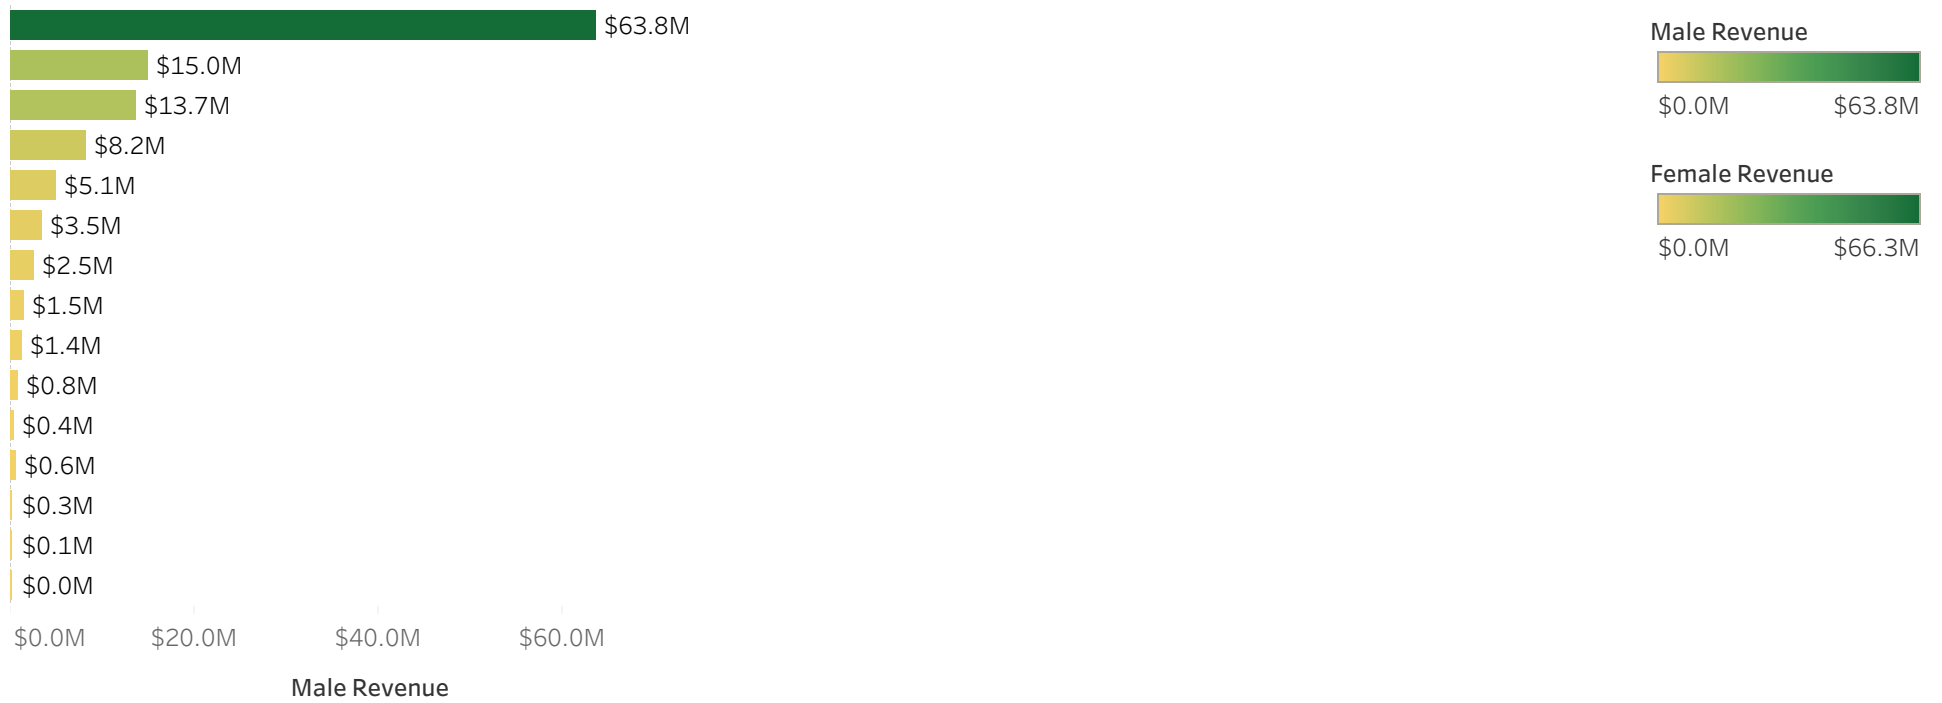 $63.8M
$15.0M
$13.7M
$8.2M
$5.1M
$3.5M
$2.5M
$1.5M
$1.4M
$0.8M
$0.4M
$0.6M
$0.3M
$0.1M
$0.0M
$0.0M $20.0M $40.0M $60.0M
Male Revenue
Male Revenue
$0.0M $63.8M
Female Revenue
$0.0M $66.3M